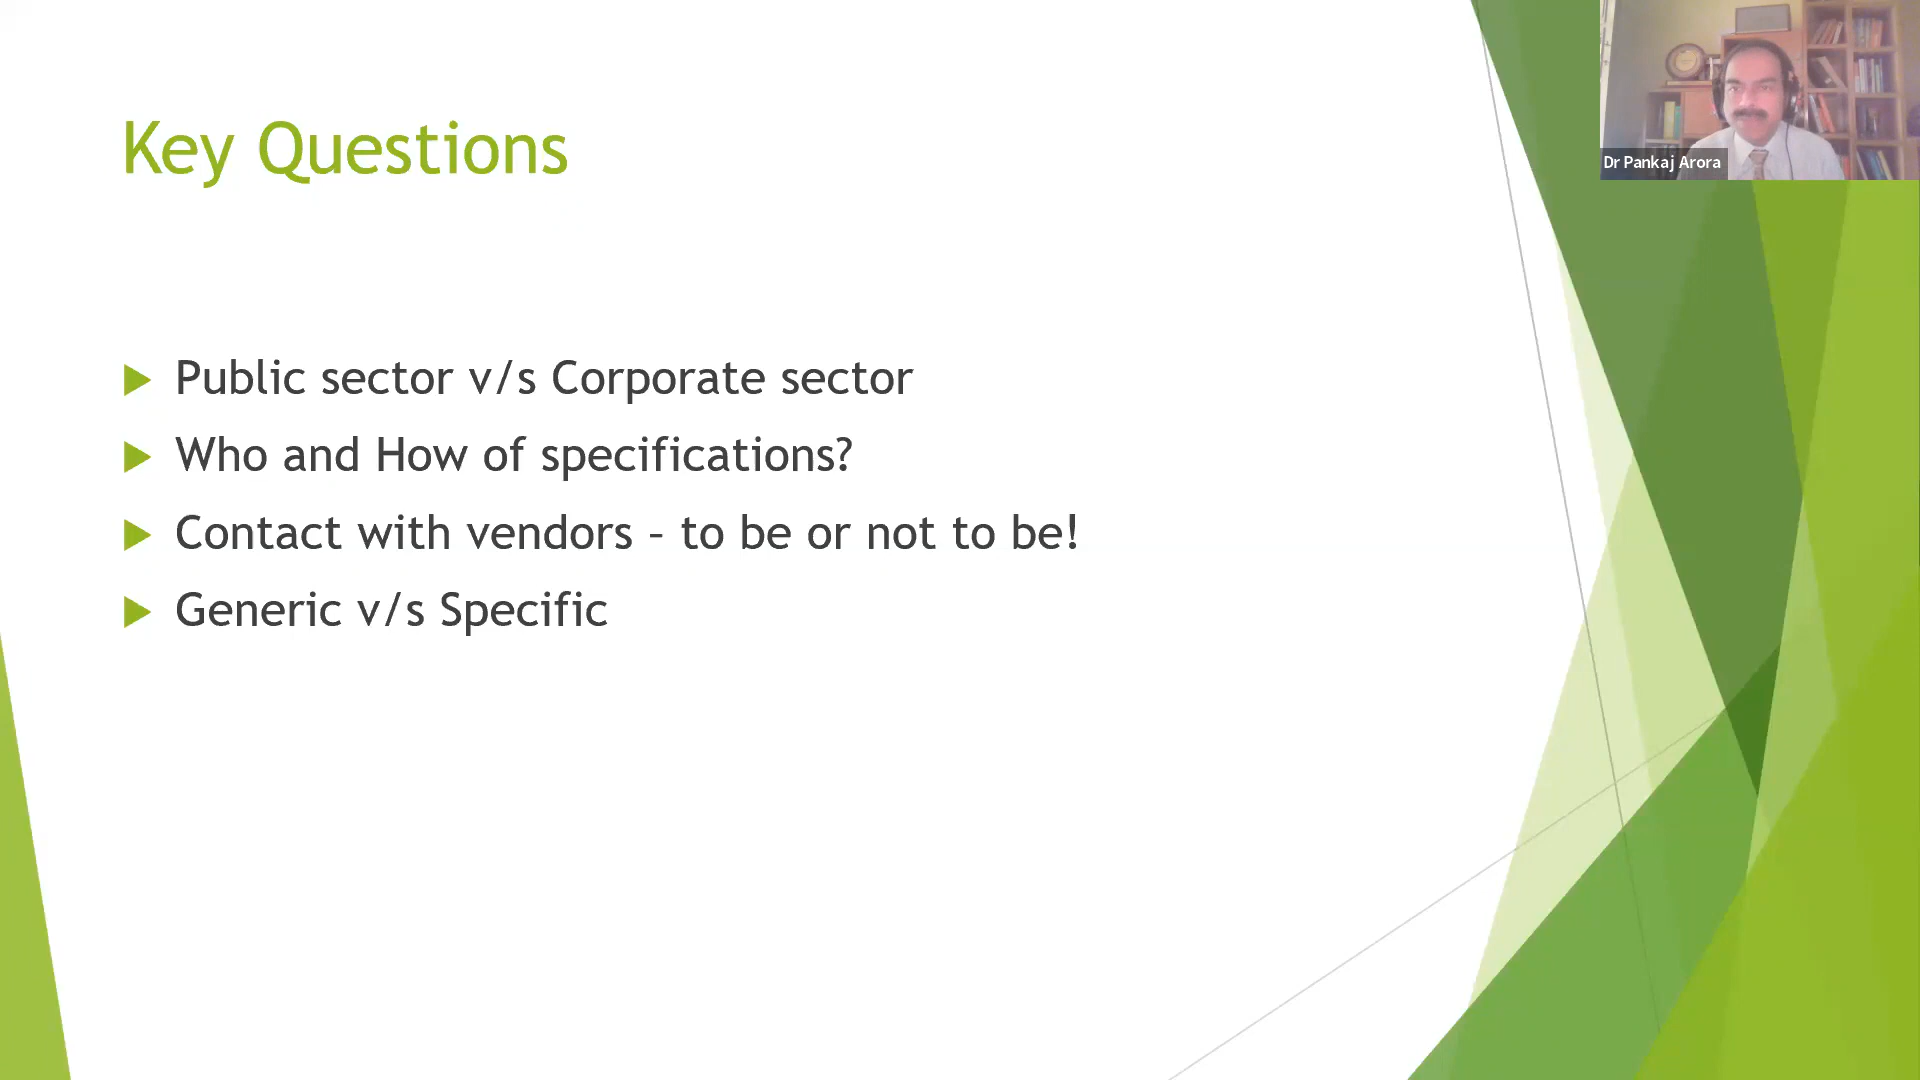 Key Questions
Public sector v/s Corporate sector
Who and How of specifications?
Contact with vendors – to be or not to be!
Generic v/s Specific
Dr Pankaj Arora